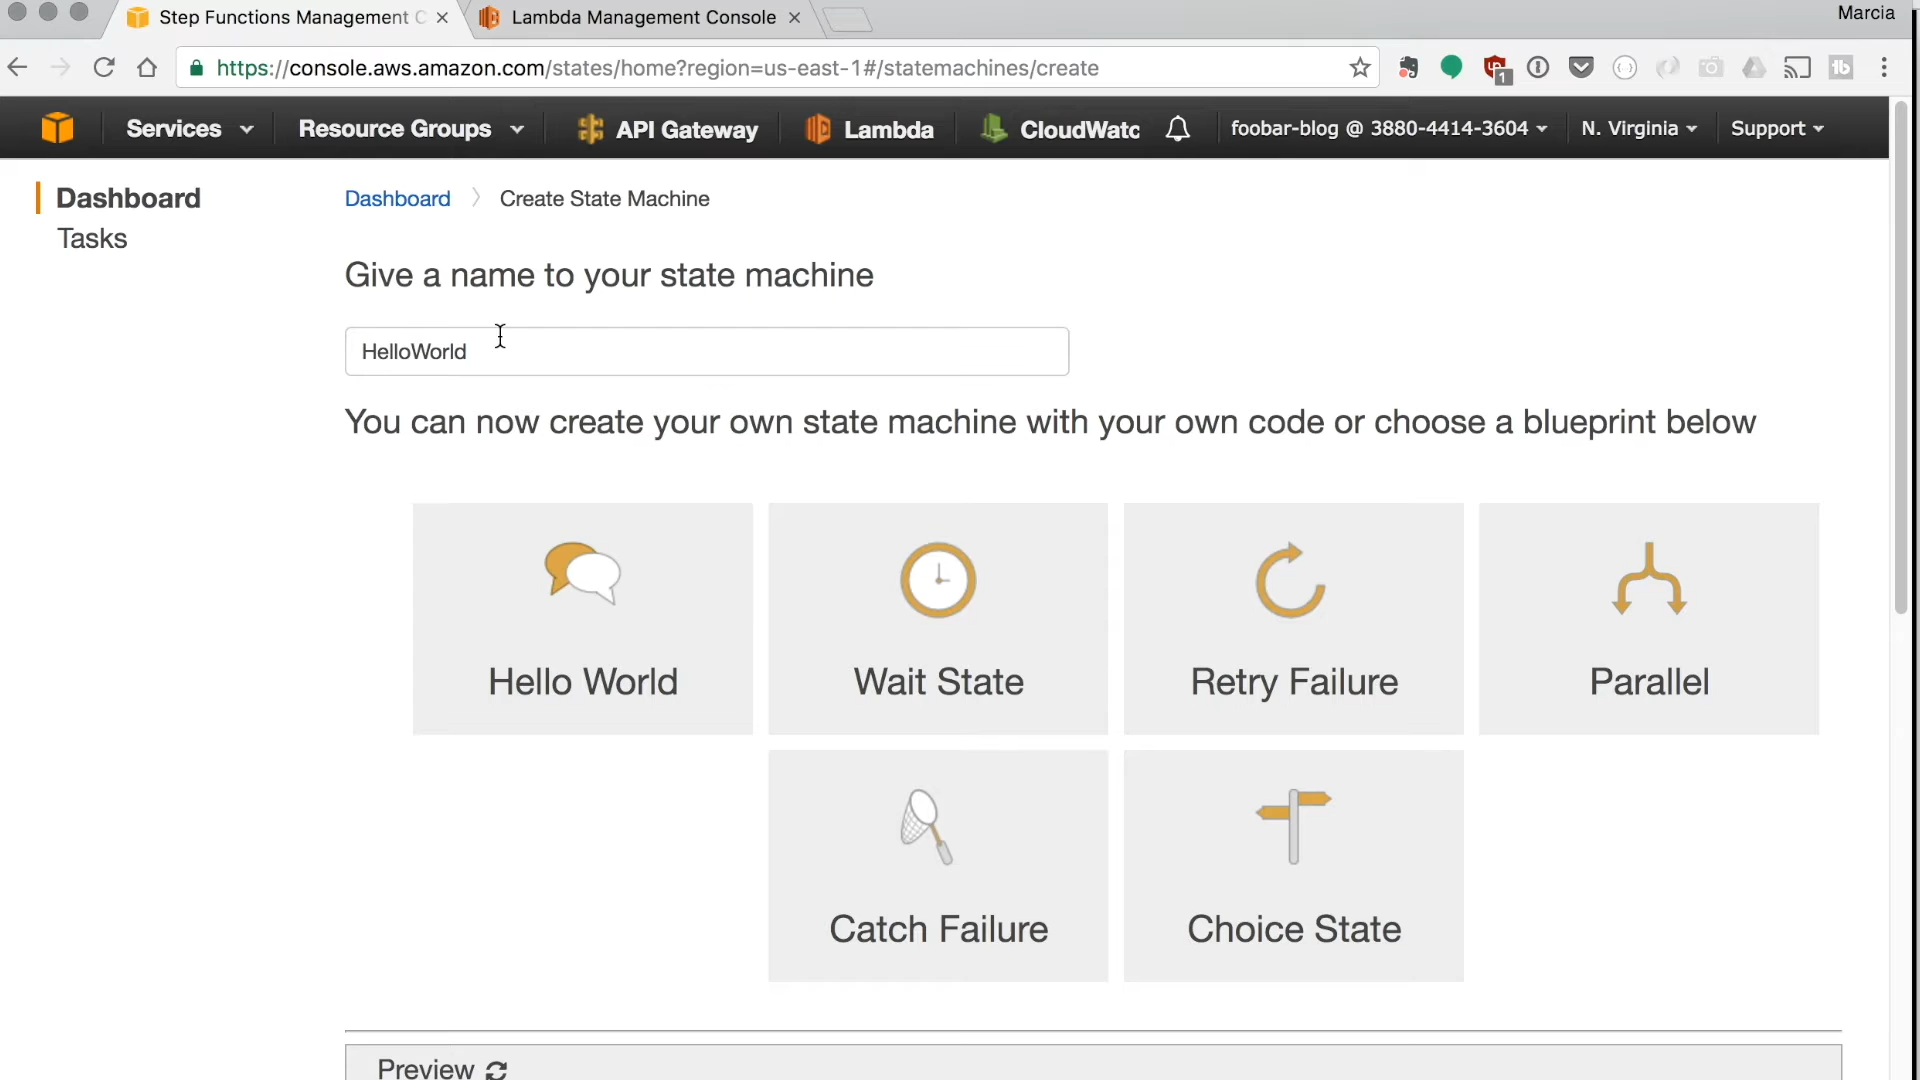 Step Functions Management C
Lambda Management Console
Marcia
https://console.aws.amazon.com/states/home?region=us-east-1#/statemachines/create
1
tb
Services
Resource Groups
API Gateway
Lambda
CloudWatc
foobar-blog @ 3880-4414-3604
N. Virginia
Support
Dashboard
Tasks
Dashboard
Create State Machine
Give a name to your state machine
HelloWorld
You can now create your own state machine with your own code or choose a blueprint below
Hello World
Wait State
Retry Failure
Parallel
Catch Failure
Choice State
Preview